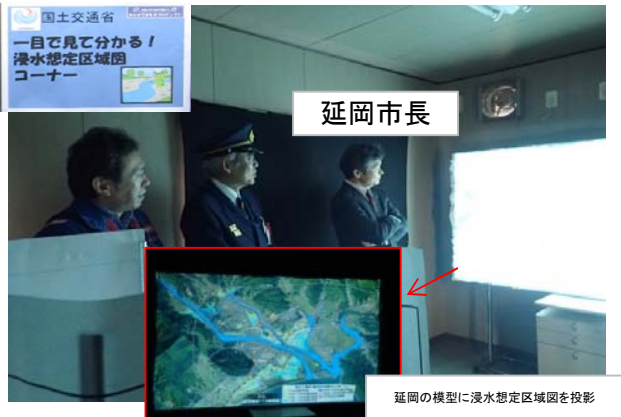 国土交通省
一目で見て分かる！
浸水想定区域図
コーナー
延岡市長
延岡の模型に浸水想定区域図を投影